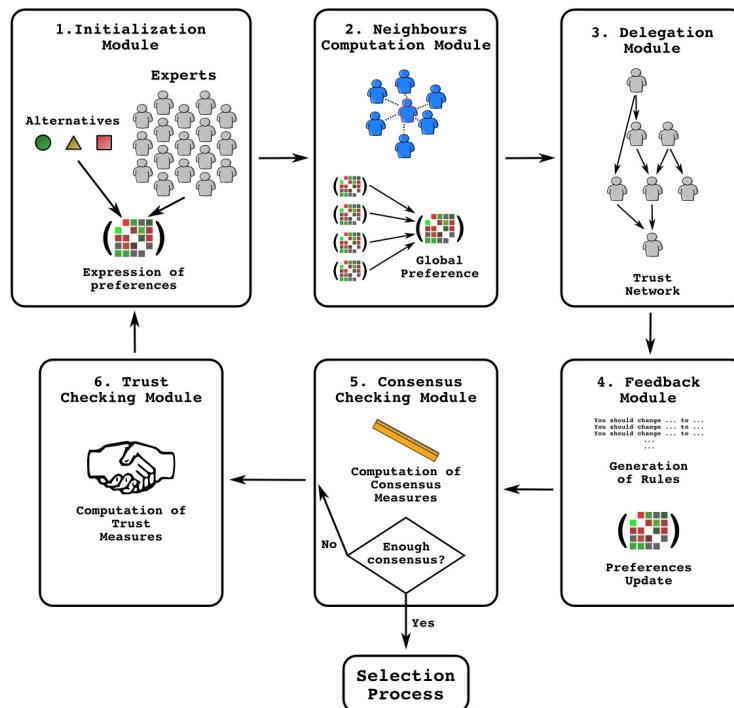 1.Initialization
Module
Experts
Alternatives
Expression of
preferences
2. Neighbours
Computation Module
Global
Preference
3. Delegation
Module
Trust
Network
4. Feedback
Module
You should change ... to ...
You should change ... to ...
You should change ... to ...
...
...
Generation
of Rules
Preferences
Update
5. Consensus
Checking Module
Computation of
Consensus
Measures
Enough
consensus?
No
Yes
6. Trust
Checking Module
Computation of
Trust
Measures
Selection
Process